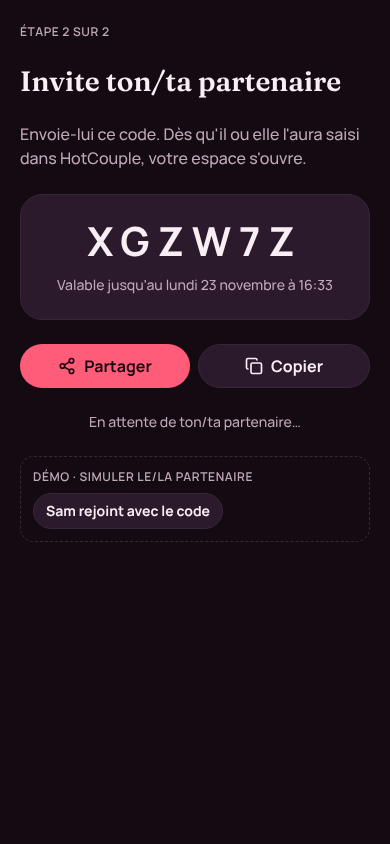 ÉTAPE 2 SUR 2
Invite ton/ta partenaire
Envoie-lui ce code. Dès qu'il ou elle l'aura saisi
dans HotCouple, votre espace s'ouvre.
XGZW7Z
Valable jusqu'au lundi 23 novembre à 16:33
Partager
Copier
En attente de ton/ta partenaire…
DÉMO · SIMULER LE/LA PARTENAIRE
Sam rejoint avec le code